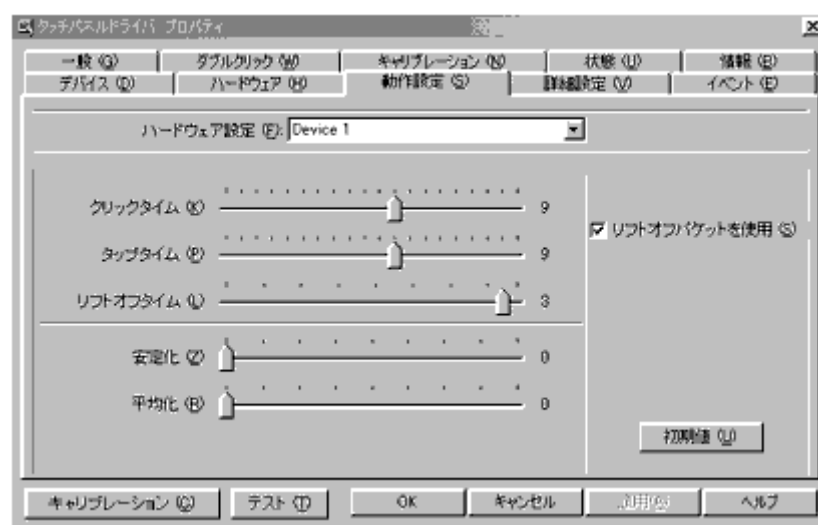 タッチパネルドライバ プロパティ
一般 (G) ダブルクリック (W) キャリブレーション (N) 状態 (U) 情報 (B)
デバイス (D) ハードウェア (H) 動作設定 (S) 詳細設定 (V) イベント (E)
ハードウェア設定 (F): Device 1
クリックタイム (K) 9
タップタイム (P) 9
リフトオフパケットを使用 (S)
リフトオフタイム (L) 3
安定化 (Z) 0
平均化 (R) 0
初期値 (U)
キャリブレーション (C) テスト (T) OK キャンセル 適用(A) ヘルプ